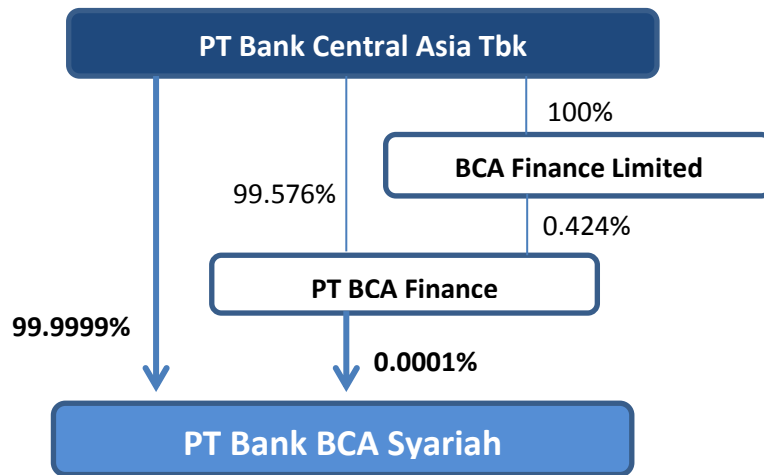 PT Bank Central Asia Tbk
100%
BCA Finance Limited
99.576%
0.424%
PT BCA Finance
99.9999%
0.0001%
PT Bank BCA Syariah